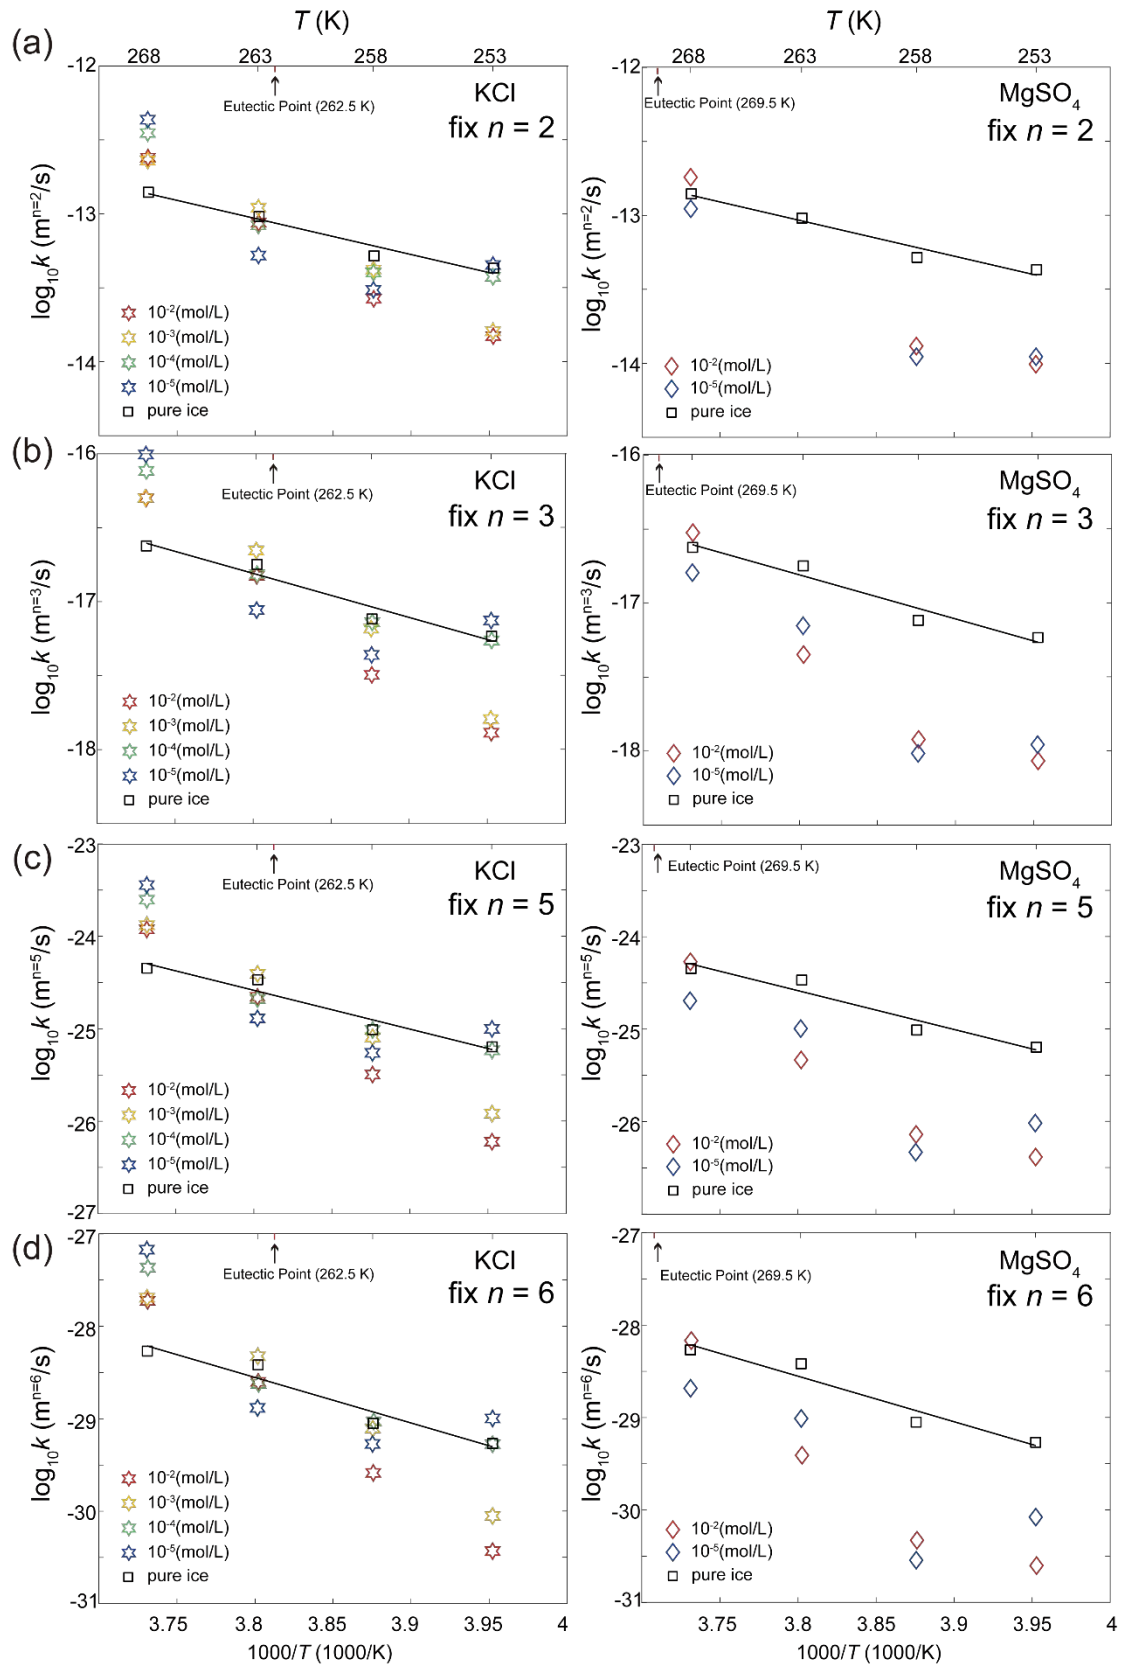 T (K)
T (K)
(a)
268 263 258 253
268 263 258 253
-12
Eutectic Point (262.5 K)
KCl
fix n = 2
-13
-14
log₁₀k (mⁿ⁼²/s)
10⁻²(mol/L)
10⁻³(mol/L)
10⁻⁴(mol/L)
10⁻⁵(mol/L)
pure ice
-12
Eutectic Point (269.5 K)
MgSO₄
fix n = 2
-13
-14
log₁₀k (mⁿ⁼²/s)
10⁻²(mol/L)
10⁻⁵(mol/L)
pure ice
(b)
-16
Eutectic Point (262.5 K)
KCl
fix n = 3
-17
-18
log₁₀k (mⁿ⁼³/s)
10⁻²(mol/L)
10⁻³(mol/L)
10⁻⁴(mol/L)
10⁻⁵(mol/L)
pure ice
-16
Eutectic Point (269.5 K)
MgSO₄
fix n = 3
-17
-18
log₁₀k (mⁿ⁼³/s)
10⁻²(mol/L)
10⁻⁵(mol/L)
pure ice
(c)
-23
Eutectic Point (262.5 K)
KCl
fix n = 5
-24
-25
-26
-27
log₁₀k (mⁿ⁼⁵/s)
10⁻²(mol/L)
10⁻³(mol/L)
10⁻⁴(mol/L)
10⁻⁵(mol/L)
pure ice
-23
Eutectic Point (269.5 K)
MgSO₄
fix n = 5
-24
-25
-26
-27
log₁₀k (mⁿ⁼⁵/s)
10⁻²(mol/L)
10⁻⁵(mol/L)
pure ice
(d)
-27
Eutectic Point (262.5 K)
KCl
fix n = 6
-28
-29
-30
-31
log₁₀k (mⁿ⁼⁶/s)
10⁻²(mol/L)
10⁻³(mol/L)
10⁻⁴(mol/L)
10⁻⁵(mol/L)
pure ice
3.75 3.8 3.9 3.95 4
1000/T (1000/K)
-27
Eutectic Point (269.5 K)
MgSO₄
fix n = 6
-28
-29
-30
-31
log₁₀k (mⁿ⁼⁶/s)
10⁻²(mol/L)
10⁻⁵(mol/L)
pure ice
3.75 3.8 3.9 3.95 4
1000/T (1000/K)